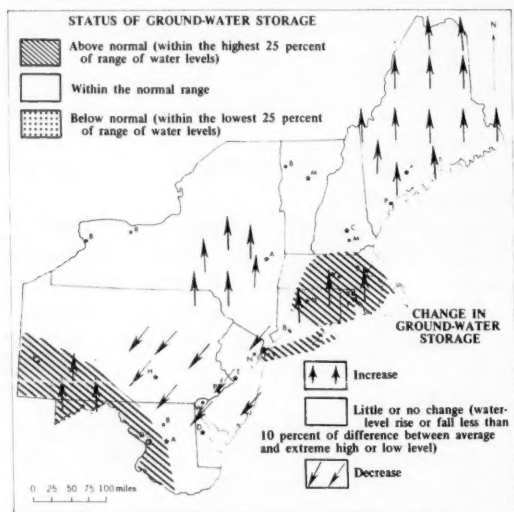 STATUS OF GROUND-WATER STORAGE
Above normal (within the highest 25 percent
of range of water levels)
Within the normal range
Below normal (within the lowest 25 percent
of range of water levels)
N
B
M
P
C
M
B
R
A
B
N
T
H
B
A
D
CHANGE IN
GROUND-WATER
STORAGE
Increase
Little or no change (water-
level rise or fall less than
10 percent of difference between average
and extreme high or low level)
Decrease
0 25 50 75 100 miles